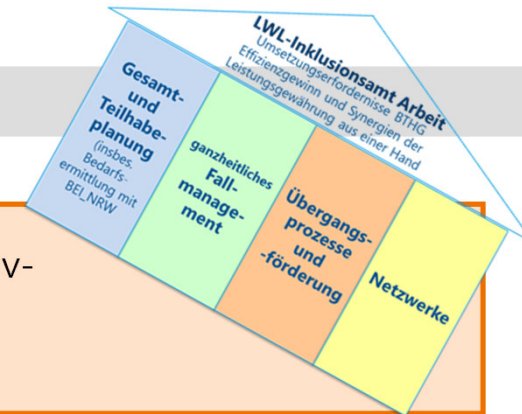 LWL-Inklusionsamt Arbeit
Umsetzungserfordernisse BTHG
Effizienzgewinn und Synergien der
Leistungsgewährung aus einer Hand
Gesamt-
und
Teilhabe-
planung
(insbes.
Bedarfs-
ermittlung mit
BEI_NRW
ganzheitliches
Fall-
manage-
ment
Übergangs-
prozesse
und
-förderung
Netzwerke
v-